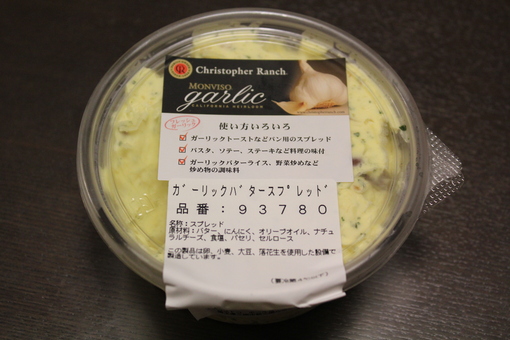 Christopher Ranch
MONVISO
garlic
CALIFORNIA HEIRLOOM
使い方いろいろ
ガーリックトーストなどパン用のスプレッド
パスタ、ソテー、ステーキなど料理の味付
ガーリックバターライス、野菜炒めなど
炒め物の調味料
ガーリックバタースプレッド
品番:93780
名称:スプレッド
原材料:バター、にんにく、オリーブオイル、ナチュ
ラルチーズ、食塩、パセリ、セルロース
この製品は卵、小麦、大豆、落花生を使用した設備で
製造しています。